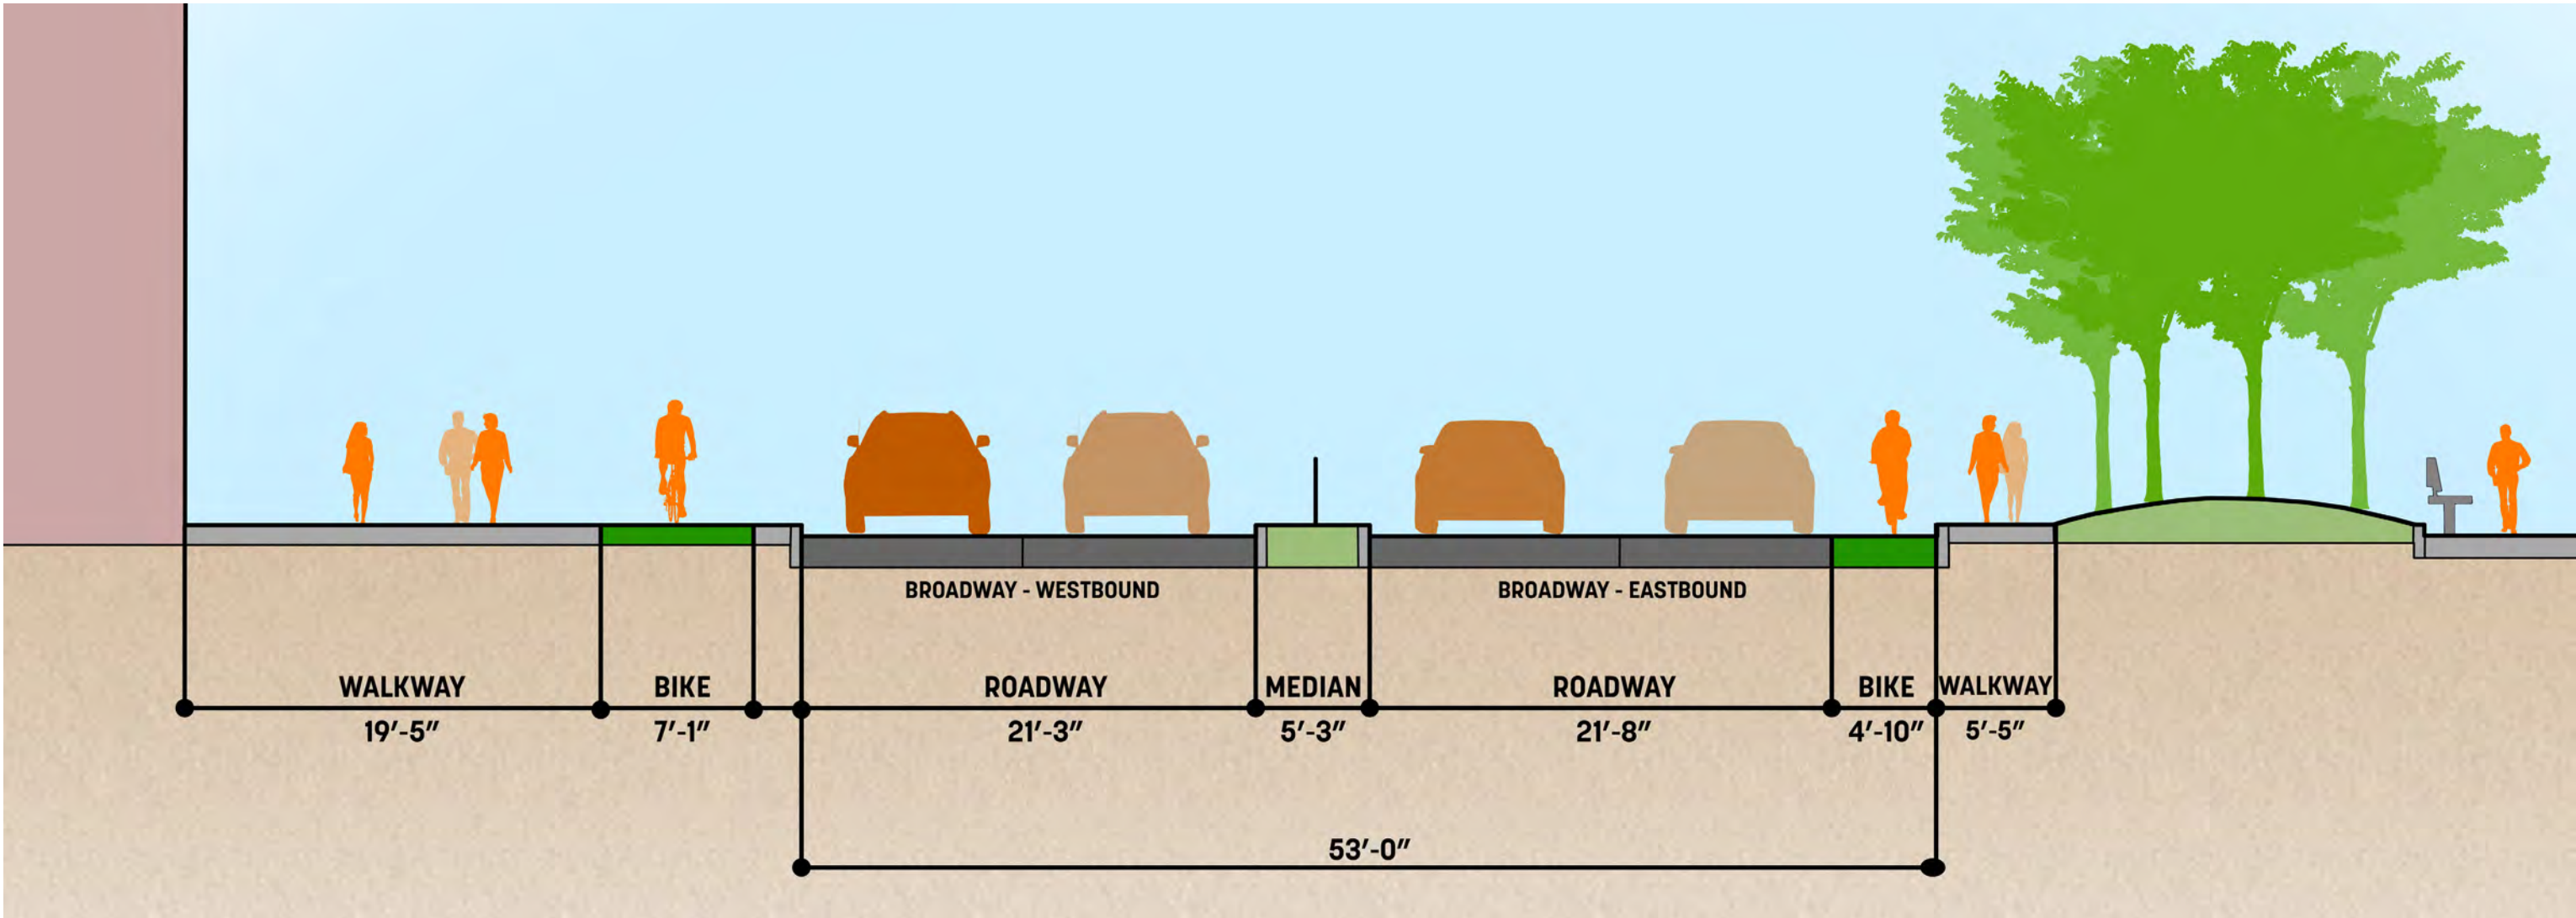 BROADWAY - WESTBOUND
BROADWAY - EASTBOUND
WALKWAY
BIKE
ROADWAY
MEDIAN
ROADWAY
BIKE
WALKWAY
19′-5″
7′-1″
21′-3″
5′-3″
21′-8″
4′-10″
5′-5″
53′-0″